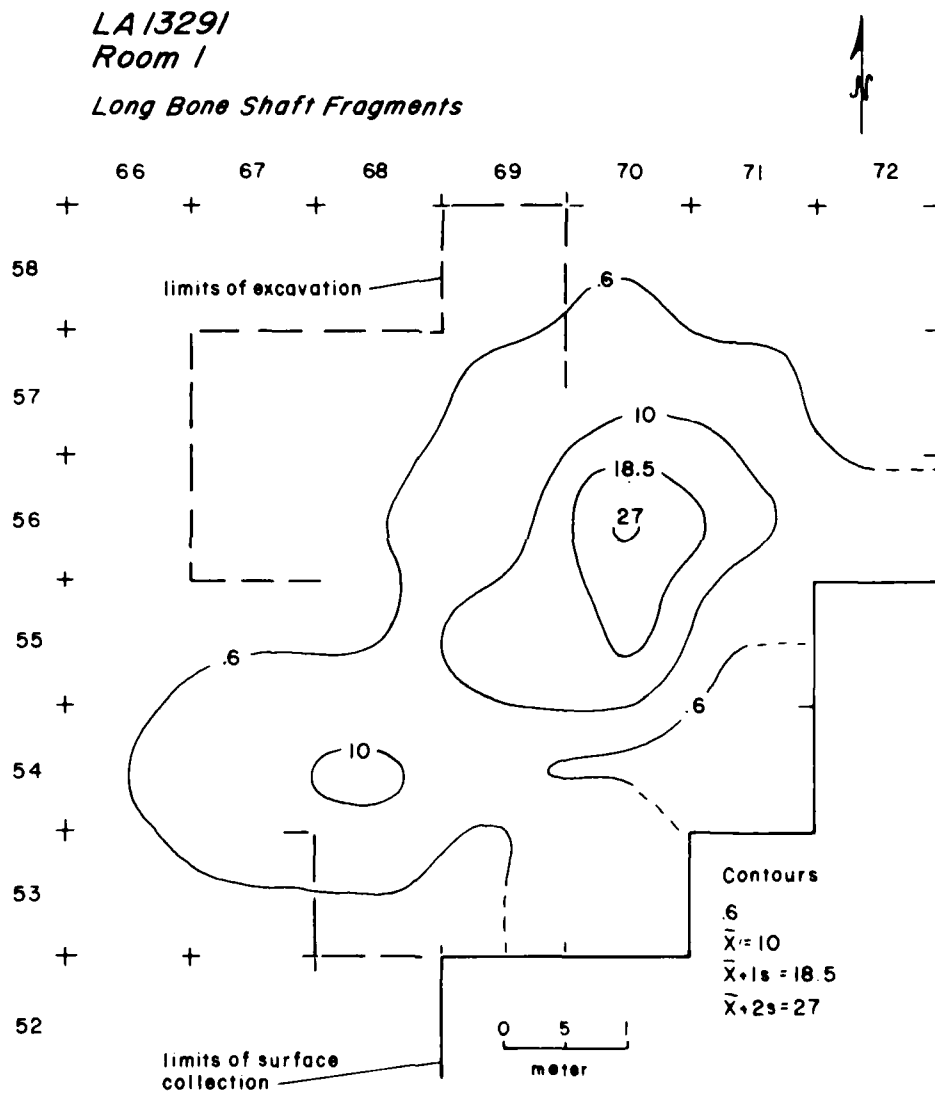 LA 13291
Room 1
Long Bone Shaft Fragments
N
66 67 68 69 70 71 72
58
limits of excavation
.6
57
10
18.5
56
27
55
.6
.6
54
10
53
Contours
.6
X̄ = 10
X̄+1s = 18.5
X̄+2s = 27
52
0 5 1
meter
limits of surface
collection